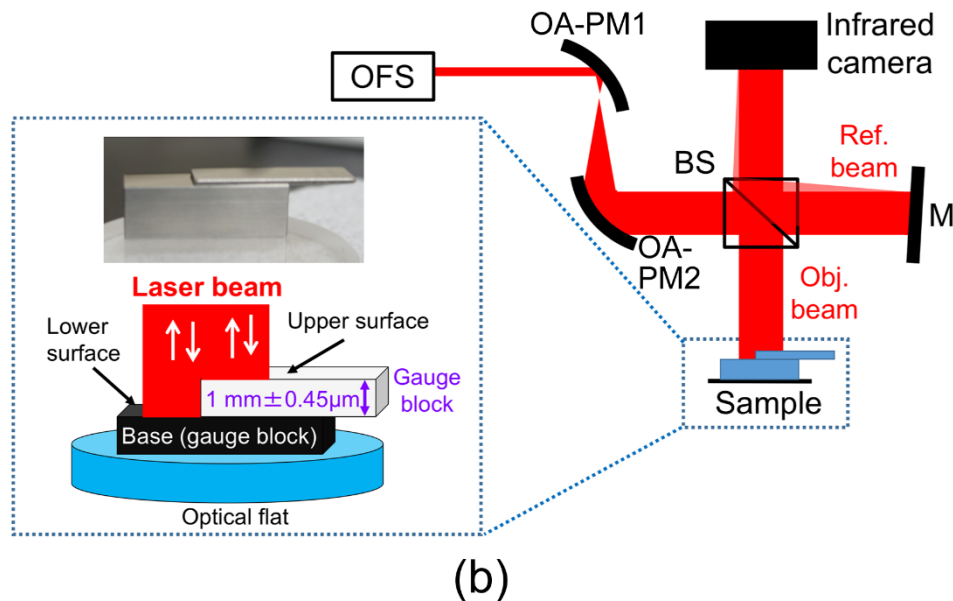 OA-PM1
Infrared
camera
OFS
Ref.
beam
BS
M
OA-
PM2
Obj.
beam
Laser beam
Lower
surface
Upper surface
Gauge
block
1 mm±0.45μm
Base (gauge block)
Optical flat
Sample
(b)